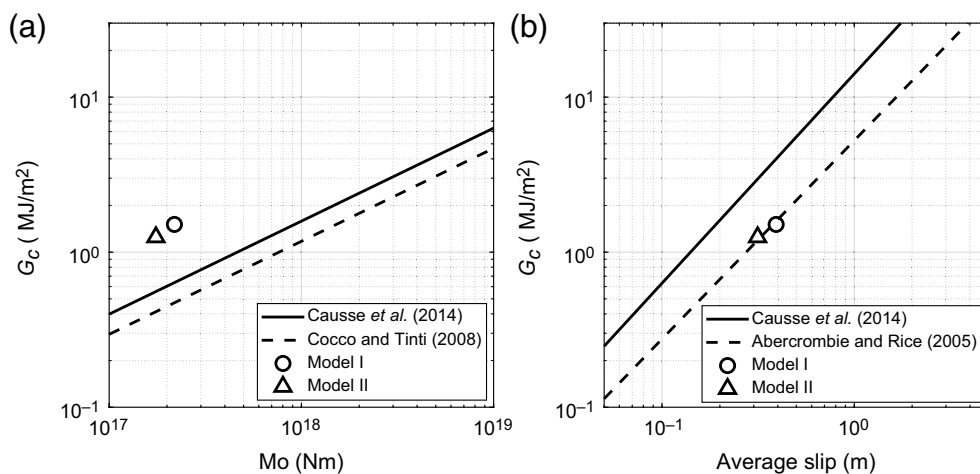 (a)
10¹
10⁰
10⁻¹
G_c ( MJ/m²)
10¹⁷
10¹⁸
10¹⁹
Mo (Nm)
Causse et al. (2014)
Cocco and Tinti (2008)
Model I
Model II
(b)
10¹
10⁰
10⁻¹
G_c ( MJ/m²)
10⁻¹
10⁰
Average slip (m)
Causse et al. (2014)
Abercrombie and Rice (2005)
Model I
Model II